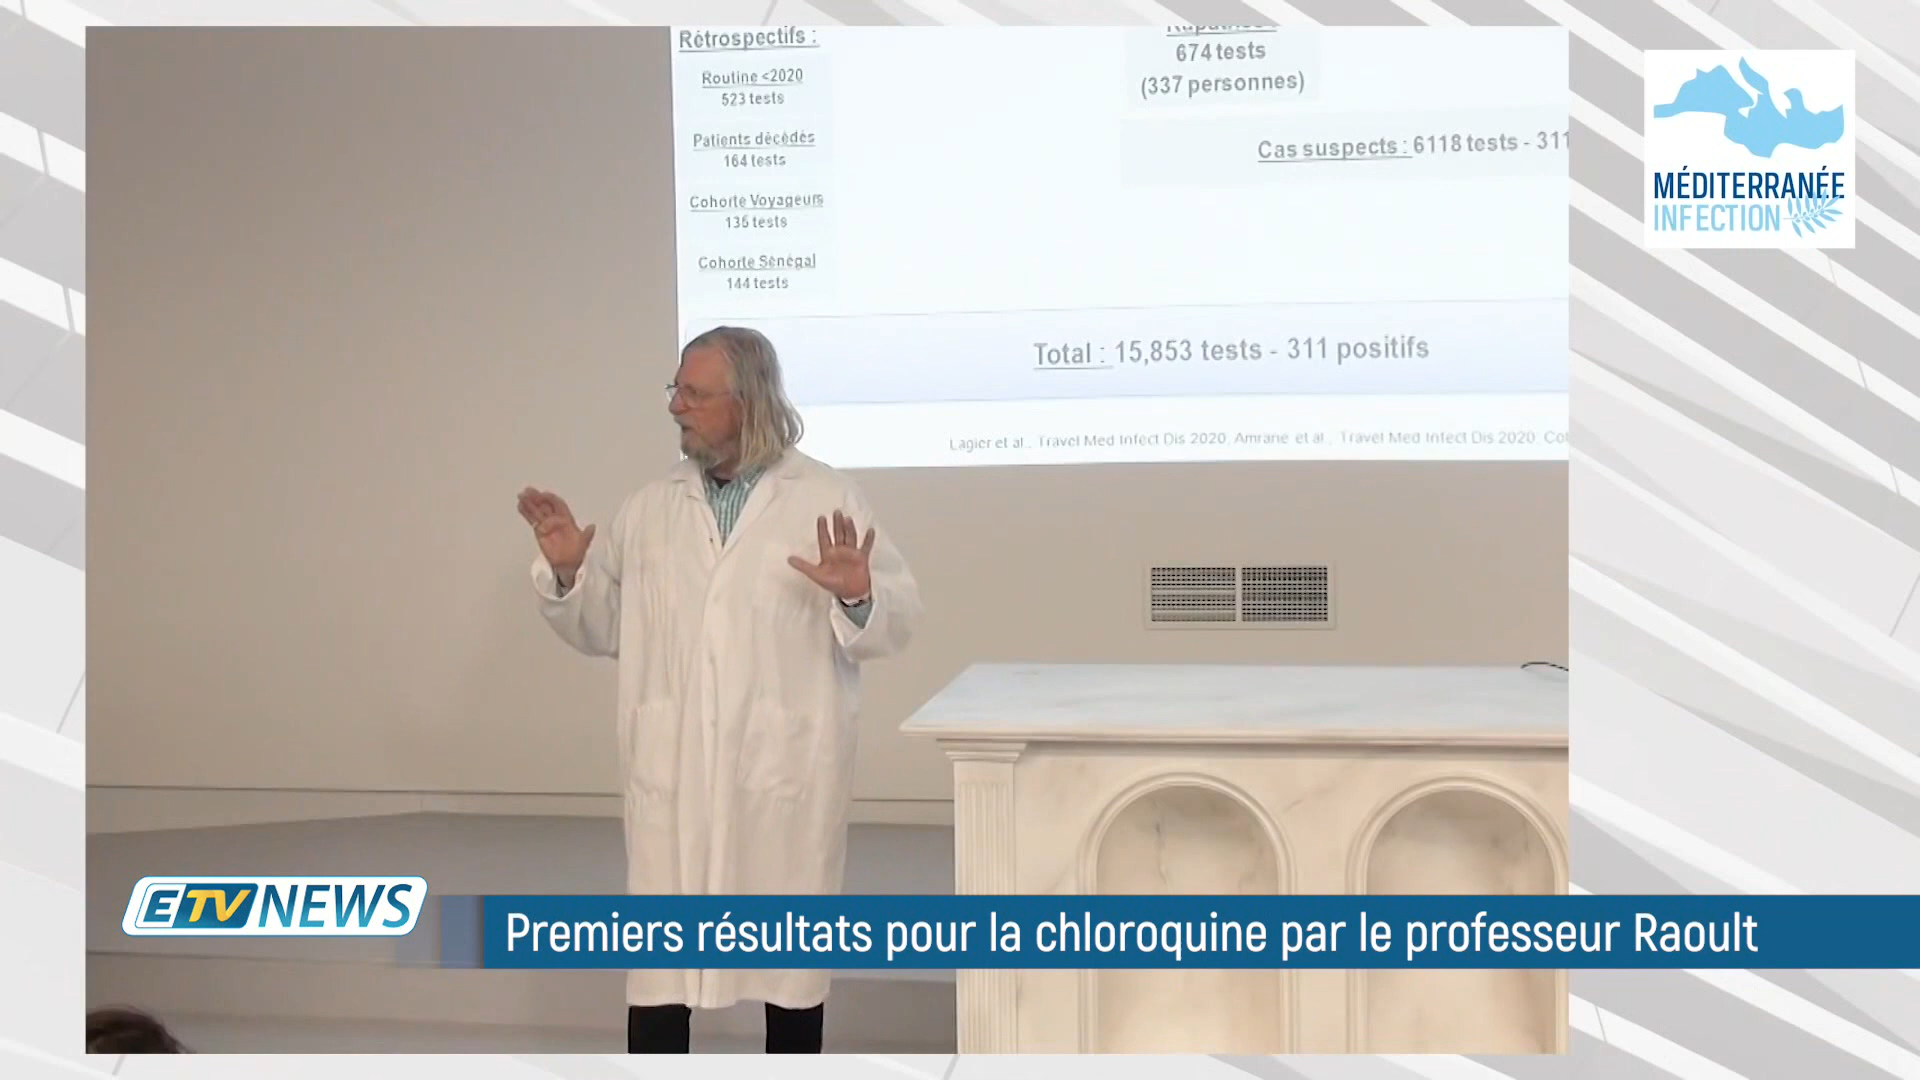 Rétrospectifs :
Routine <2020
523 tests
Patients décédés
164 tests
Cohorte Voyageurs
135 tests
Cohorte Sénégal
144 tests
674 tests
(337 personnes)
Cas suspects : 6118 tests - 311
Total : 15,853 tests - 311 positifs
Lagier et al., Travel Med Infect Dis 2020, Amrane et al., Travel Med Infect Dis 2020,
MÉDITERRANÉE
INFECTION
ETV NEWS
Premiers résultats pour la chloroquine par le professeur Raoult